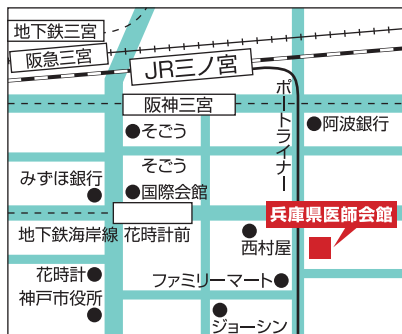 地下鉄三宮
阪急三宮
JR三ノ宮
阪神三宮
ポートライナー
そごう
阿波銀行
そごう
みずほ銀行
国際会館
兵庫県医師会館
地下鉄海岸線 花時計前
西村屋
花時計
ファミリーマート
神戸市役所
ジョーシン